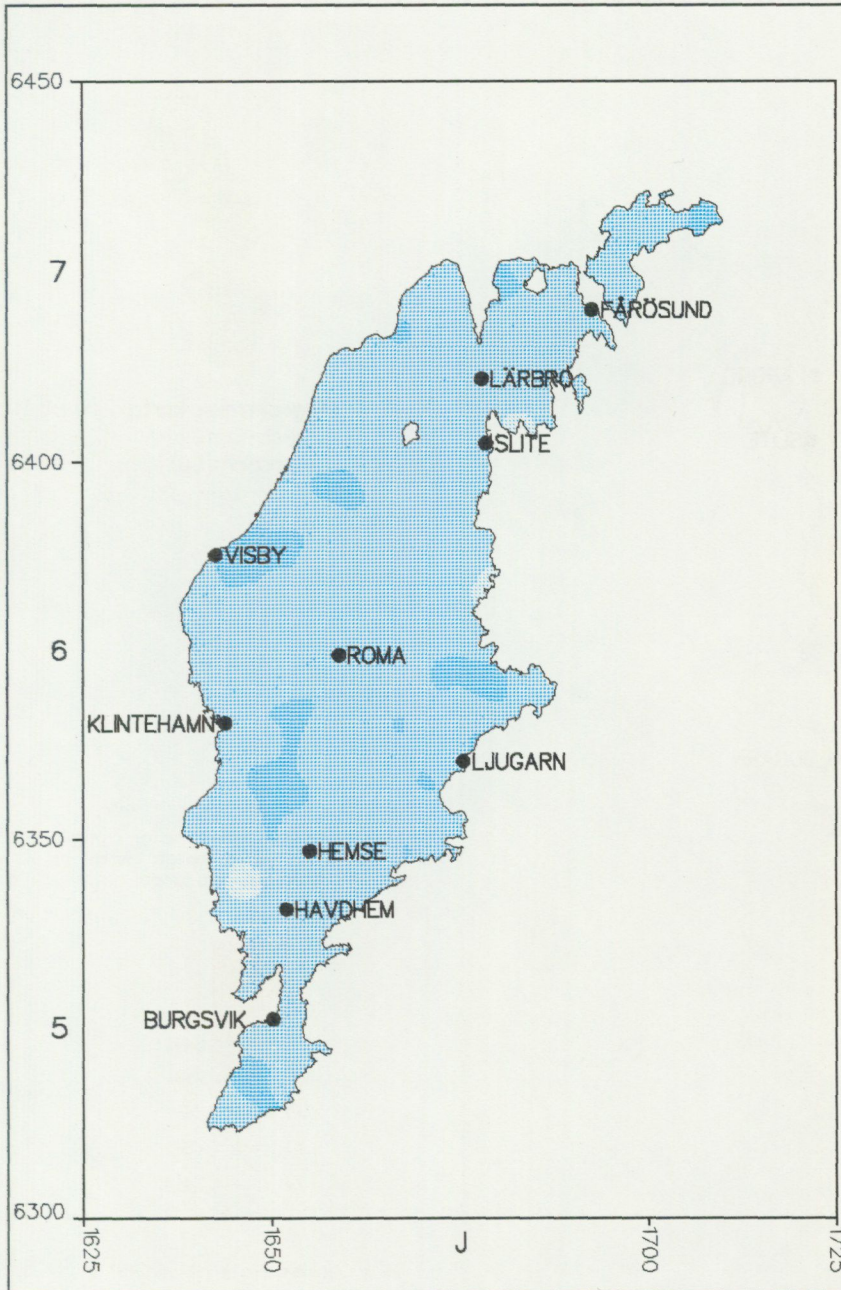 6450
7
FÅRÖSUND
LÄRBRO
SLITE
6400
VISBY
6
ROMA
KLINTEHAMN
LJUGARN
6350
HEMSE
HAVDHEM
BURGSVIK
5
6300
1625
1650
J
1700
1725